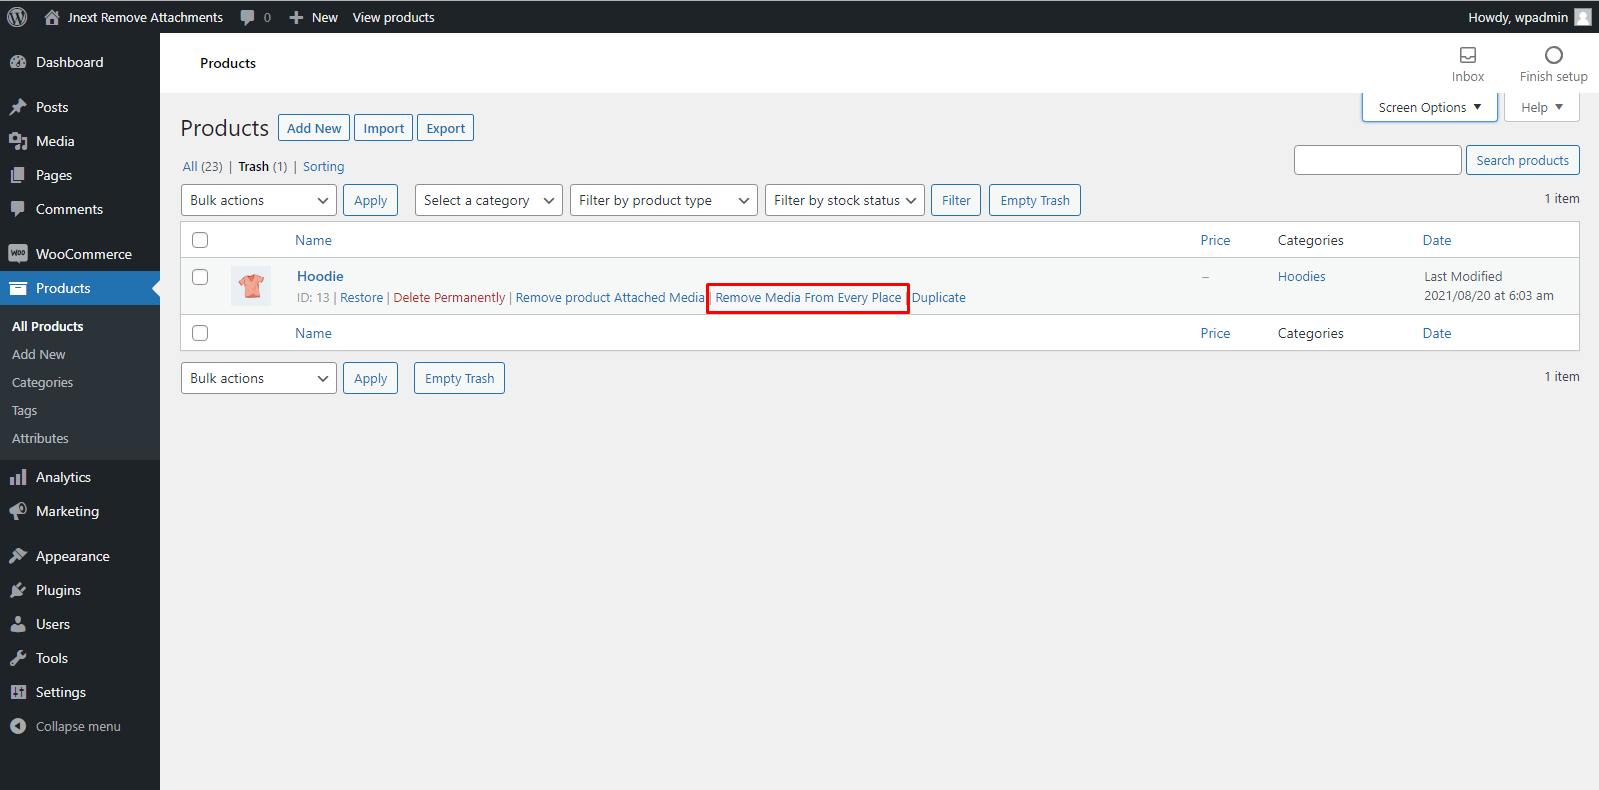 Jnext Remove Attachments 0 New View products Howdy, wpadmin
Dashboard
Posts
Media
Pages
Comments
WooCommerce
Products
All Products
Add New
Categories
Tags
Attributes
Analytics
Marketing
Appearance
Plugins
Users
Tools
Settings
Collapse menu
Products
Inbox
Finish setup
Screen Options ▼
Help ▼
Products Add New Import Export
All (23) | Trash (1) | Sorting
Search products
Bulk actions Apply Select a category Filter by product type Filter by stock status Filter Empty Trash 1 item
Name Price Categories Date
Hoodie – Hoodies Last Modified
2021/08/20 at 6:03 am
ID: 13 | Restore | Delete Permanently | Remove product Attached Media | Remove Media From Every Place | Duplicate
Name Price Categories Date
Bulk actions Apply Empty Trash 1 item